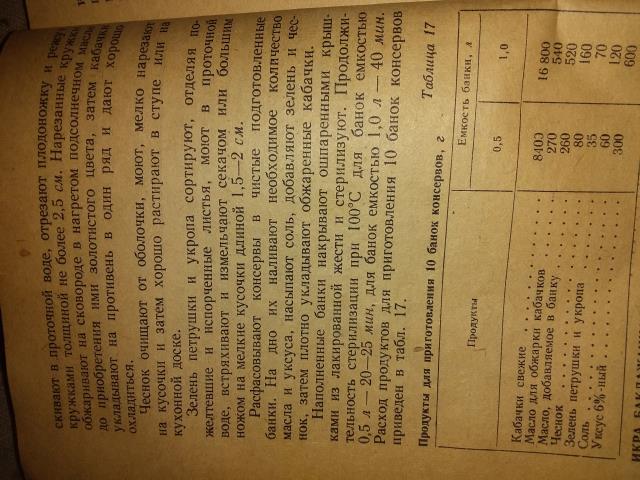 скивают в проточной воде, отрезают плодоножку и режут
кружками толщиной не более 2,5 см. Нарезанные кружки
обжаривают на сковороде в нагретом подсолнечном масле
до приобретения ими золотистого цвета, затем кабачки
укладывают на противень в один ряд и дают хорошо
охладиться.
Чеснок очищают от оболочки, моют, мелко нарезают
на кусочки и затем хорошо растирают в ступе или на
кухонной доске.
Зелень петрушки и укропа сортируют, отделяя по-
желтевшие и испорченные листья, моют в проточной
воде, встряхивают и измельчают секачом или большим
ножом на мелкие кусочки длиной 1,5—2 см.
Расфасовывают консервы в чистые подготовленные
банки. На дно их наливают необходимое количество
масла и уксуса, насыпают соль, добавляют зелень и чес-
нок, затем плотно укладывают обжаренные кабачки.
Наполненные банки накрывают ошпаренными крыш-
ками из лакированной жести и стерилизуют. Продолжи-
тельность стерилизации при 100°С для банок емкостью
0,5 л — 20—25 мин, для банок емкостью 1,0 л — 40 мин.
Расход продуктов для приготовления 10 банок консервов
приведен в табл. 17.
Таблица 17
Продукты для приготовления 10 банок консервов, г
Продукты Емкость банки, л
0,5 1,0
Кабачки свежие 8400 16 800
Масло для обжарки кабачков 270 540
Масло, добавляемое в банку 260 520
Чеснок 80 160
Зелень петрушки и укропа 35 70
Соль 60 120
Уксус 6%-ный 300 600
ИКРА